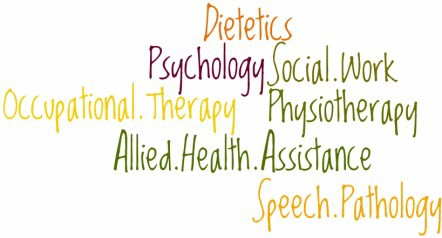 Dietetics
Psychology Social.Work
Occupational.Therapy Physiotherapy
Allied.Health.Assistance
Speech.Pathology